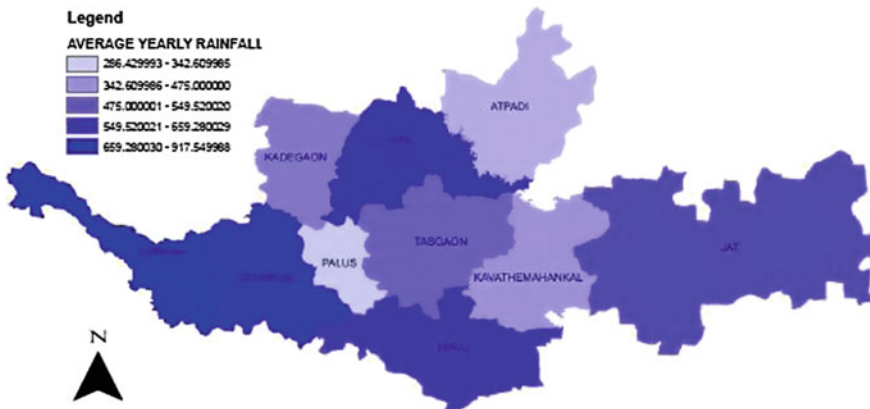 Legend
AVERAGE YEARLY RAINFALL
286.429993 - 342.609985
342.609986 - 475.000000
475.000001 - 549.520020
549.520021 - 659.280029
659.280030 - 917.549988
ATPADI
KADEGAON
TASGAON
PALUS
JAT
KAVATHEMAHANKAL
MIRAJ
N